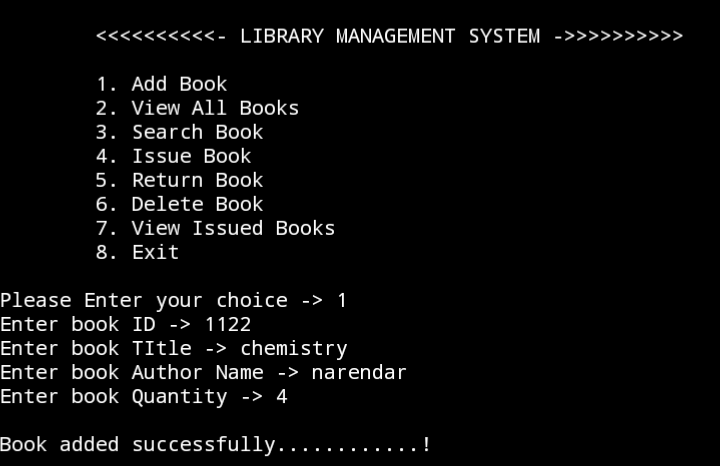 <<<<<<<<<<- LIBRARY MANAGEMENT SYSTEM ->>>>>>>>>>
1. Add Book
2. View All Books
3. Search Book
4. Issue Book
5. Return Book
6. Delete Book
7. View Issued Books
8. Exit
Please Enter your choice -> 1
Enter book ID -> 1122
Enter book TItle -> chemistry
Enter book Author Name -> narendar
Enter book Quantity -> 4
Book added successfully............!